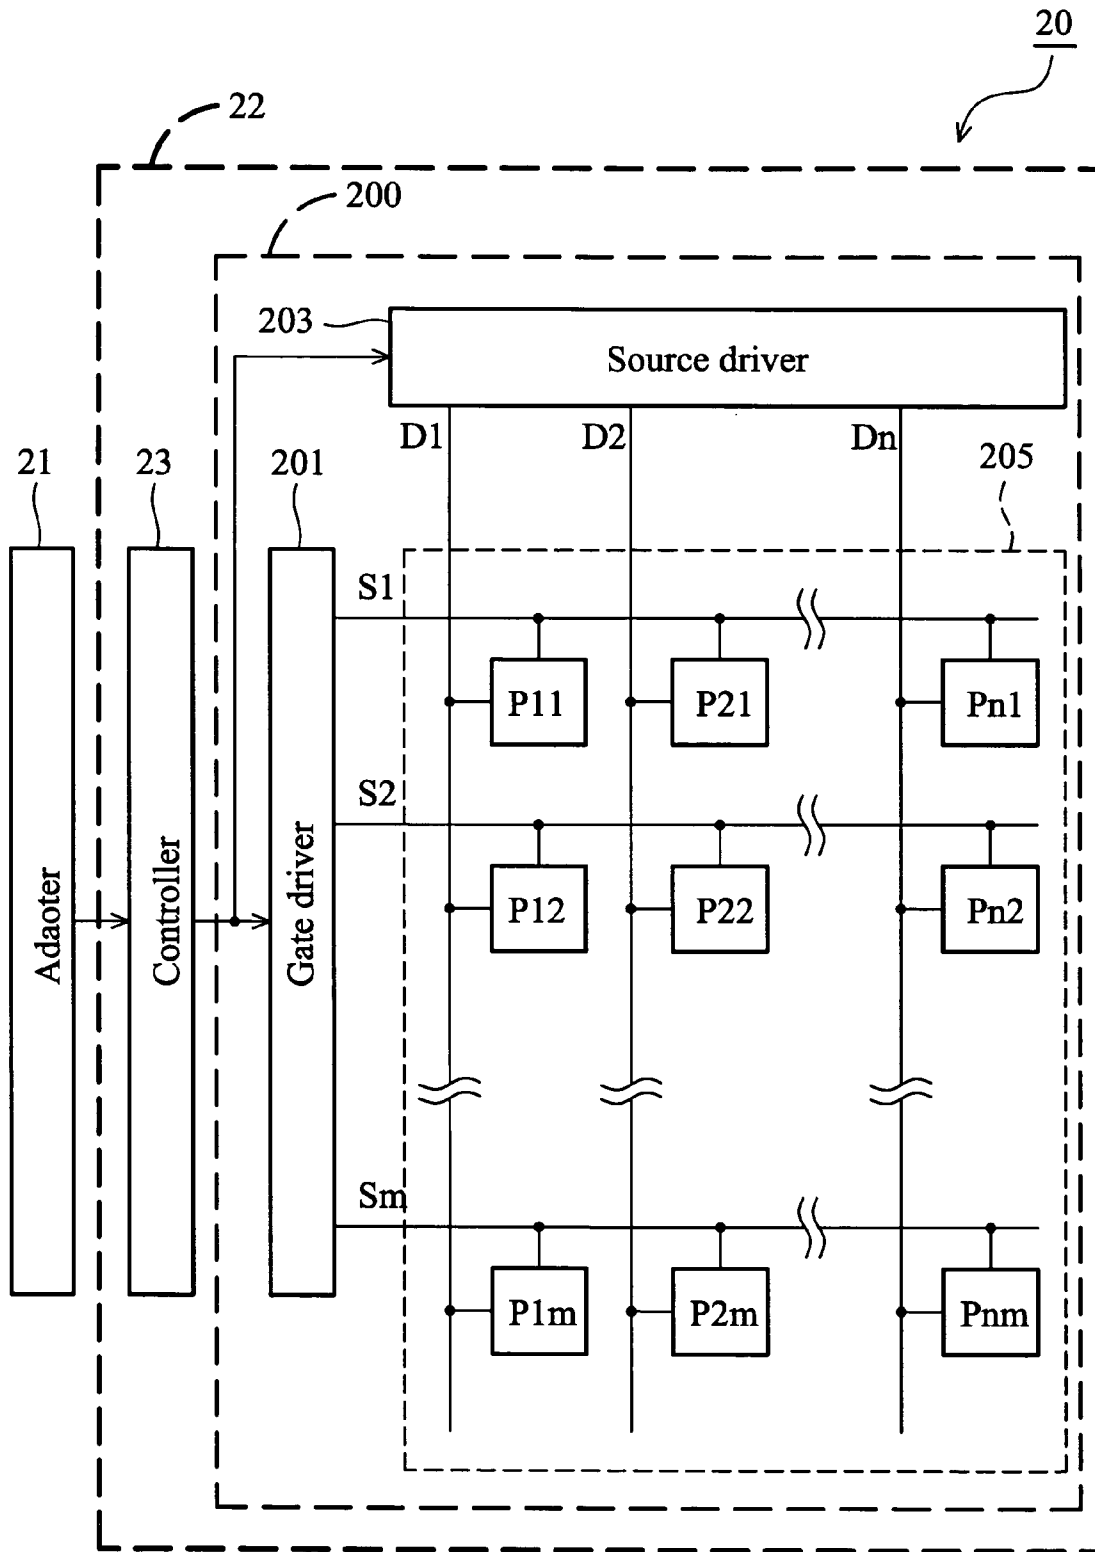 20
22
200
203
Source driver
D1 D2 Dn
21 23 201 205
S1
P11 P21 Pn1
S2
P12 P22 Pn2
Adaoter
Controller
Gate driver
Sm
P1m P2m Pnm